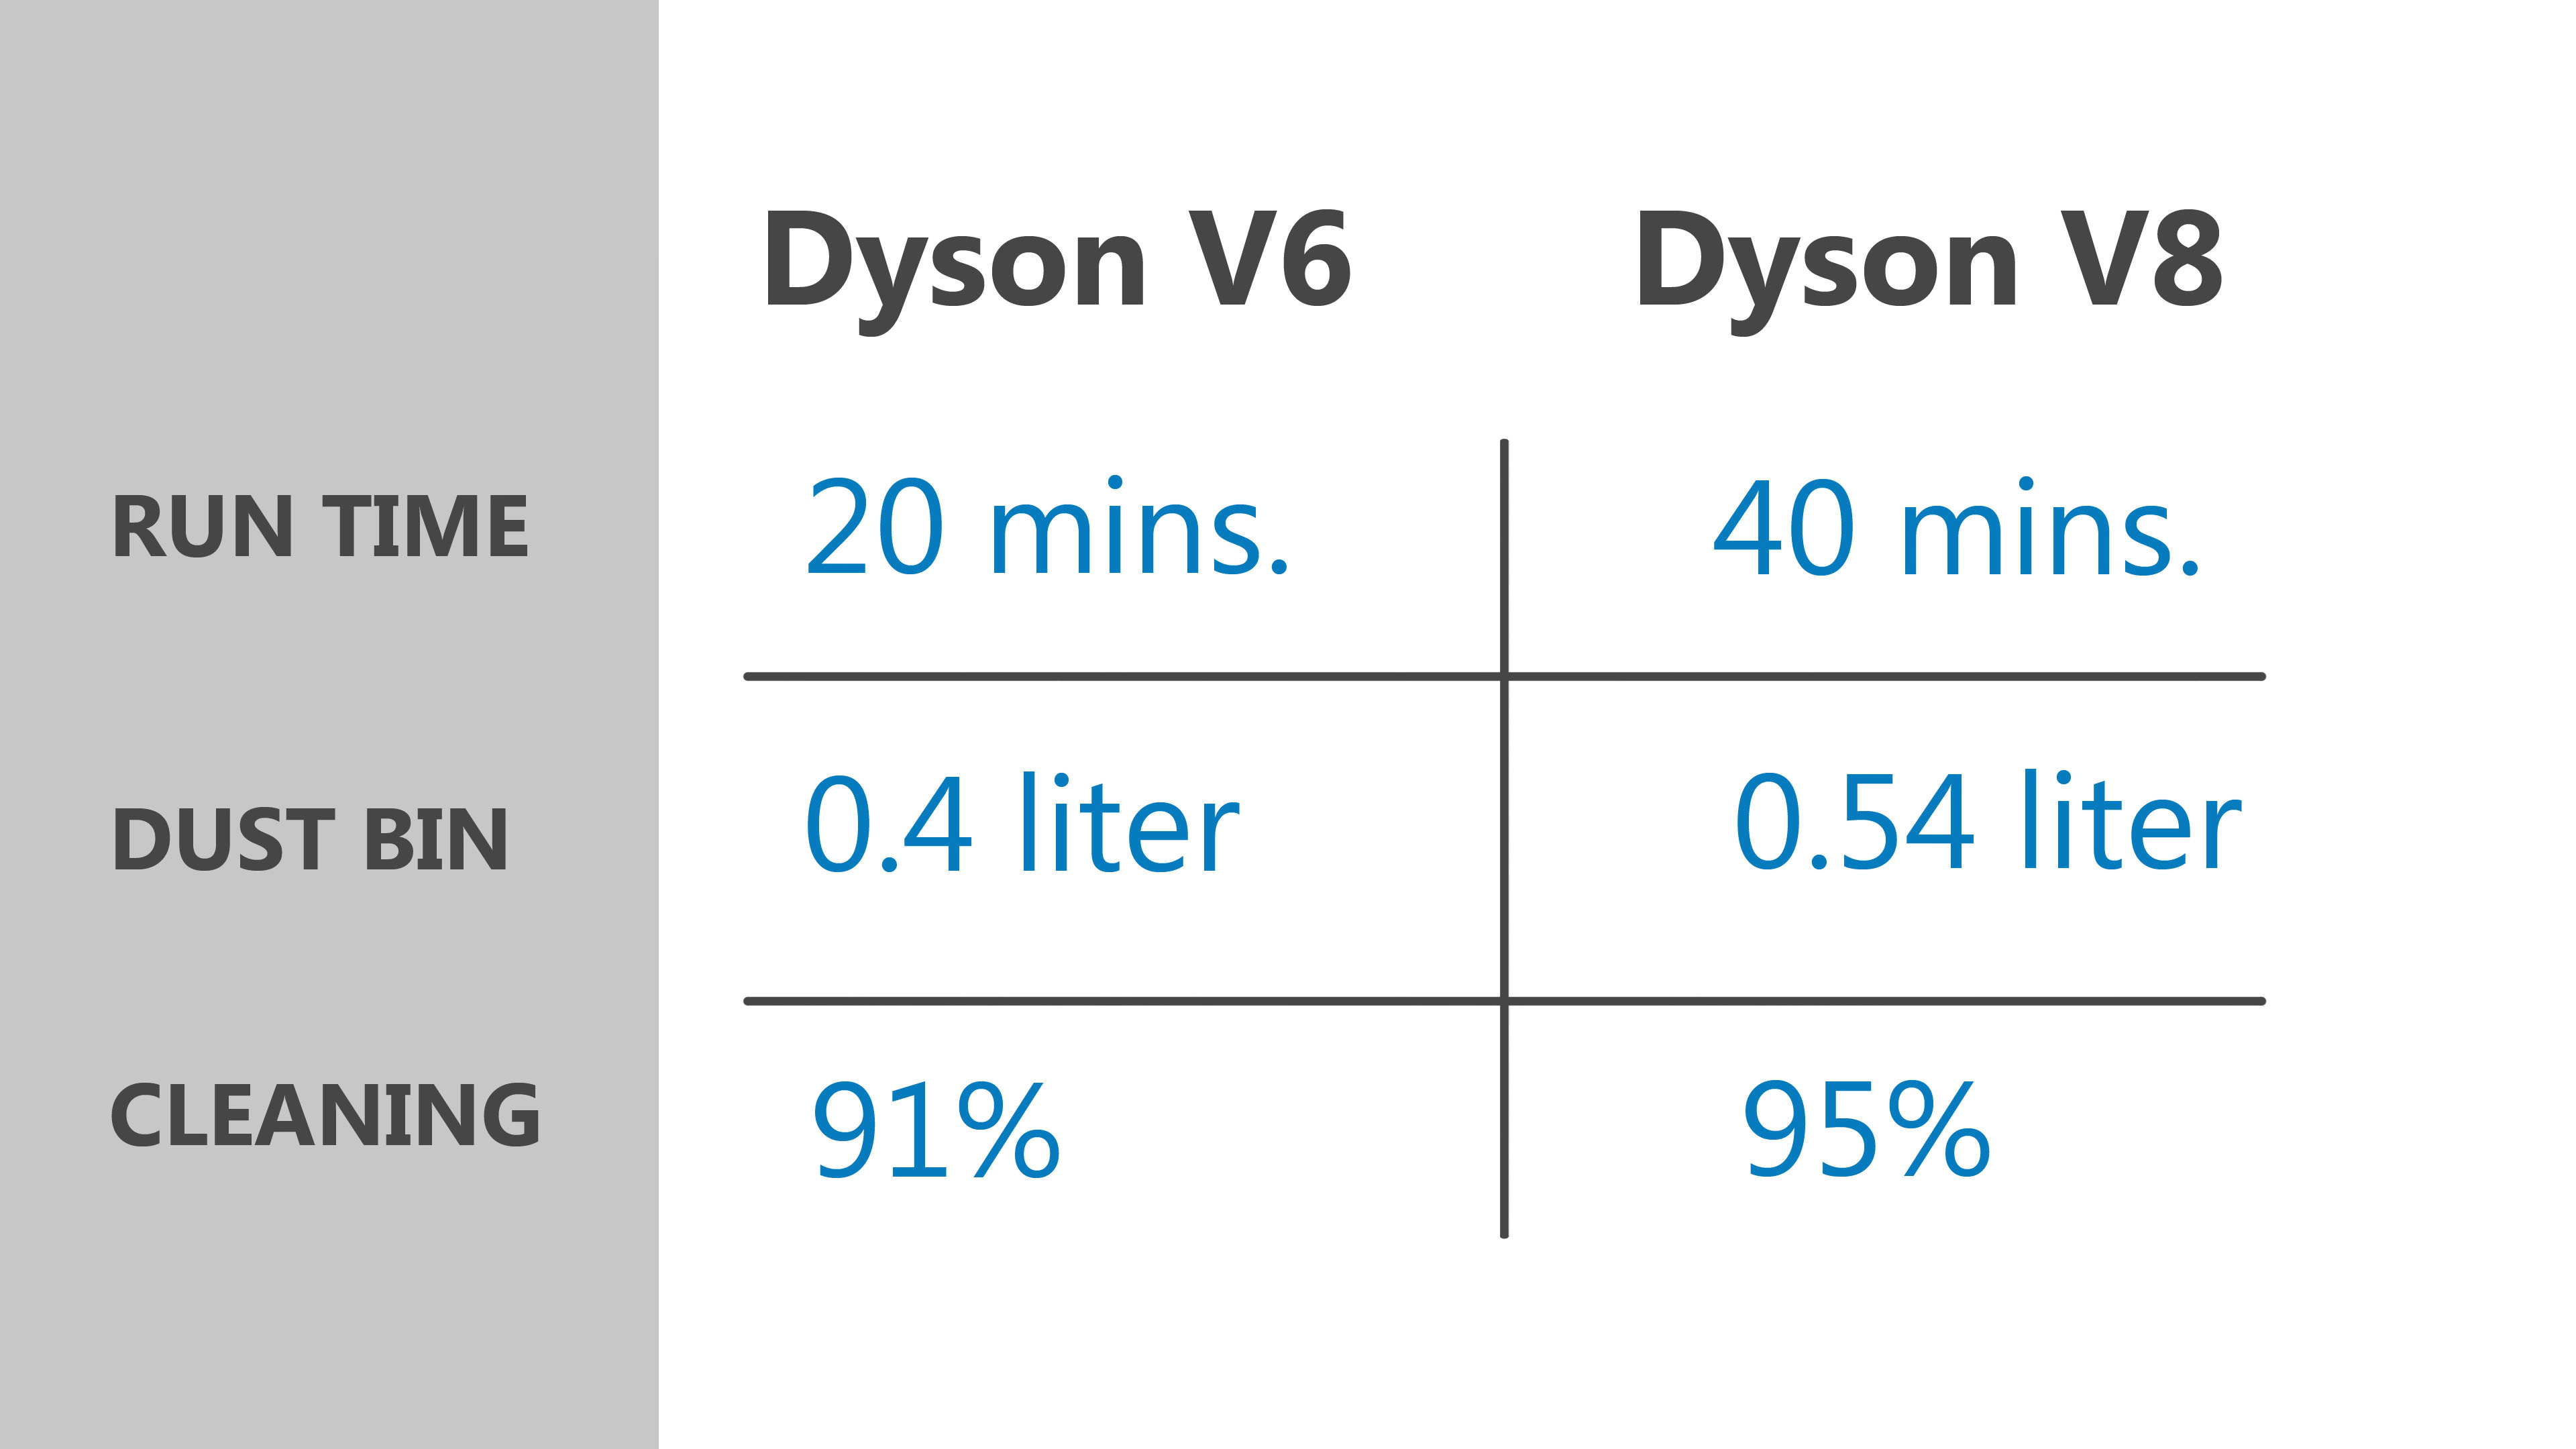 Dyson V6 Dyson V8
RUN TIME 20 mins. 40 mins.
DUST BIN 0.4 liter 0.54 liter
CLEANING 91% 95%